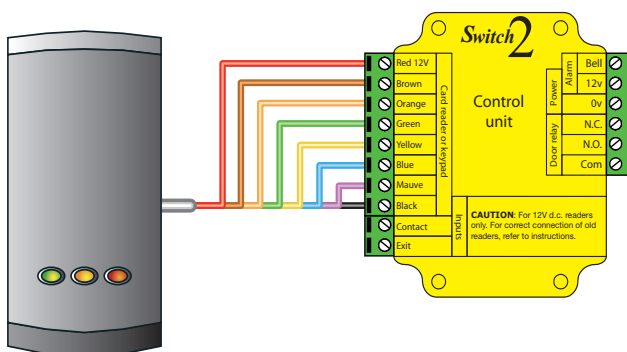 Switch2
Red 12V
Brown
Orange
Green
Yellow
Blue
Mauve
Black
Contact
Exit
Card reader or keypad
Inputs
Control
unit
Bell
12v
0v
N.C.
N.O.
Com
Alarm
Power
Door relay
CAUTION: For 12V d.c. readers
only. For correct connection of old
readers, refer to instructions.